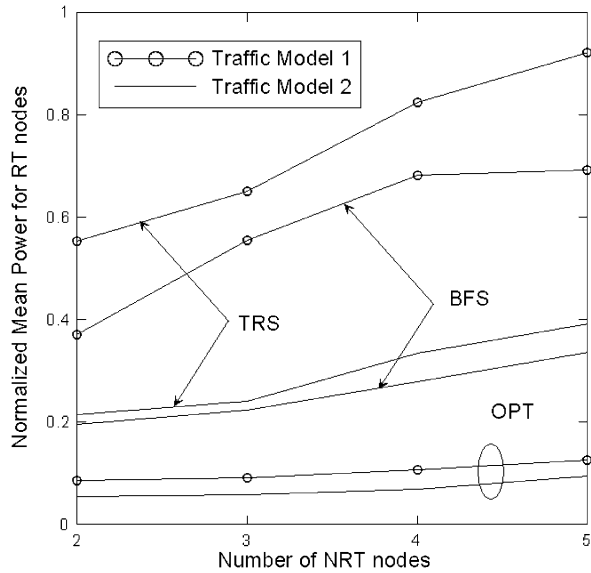 Normalized Mean Power for RT nodes
1
0.8
0.6
0.4
0.2
0
Traffic Model 1
Traffic Model 2
TRS
BFS
OPT
2
3
4
5
Number of NRT nodes